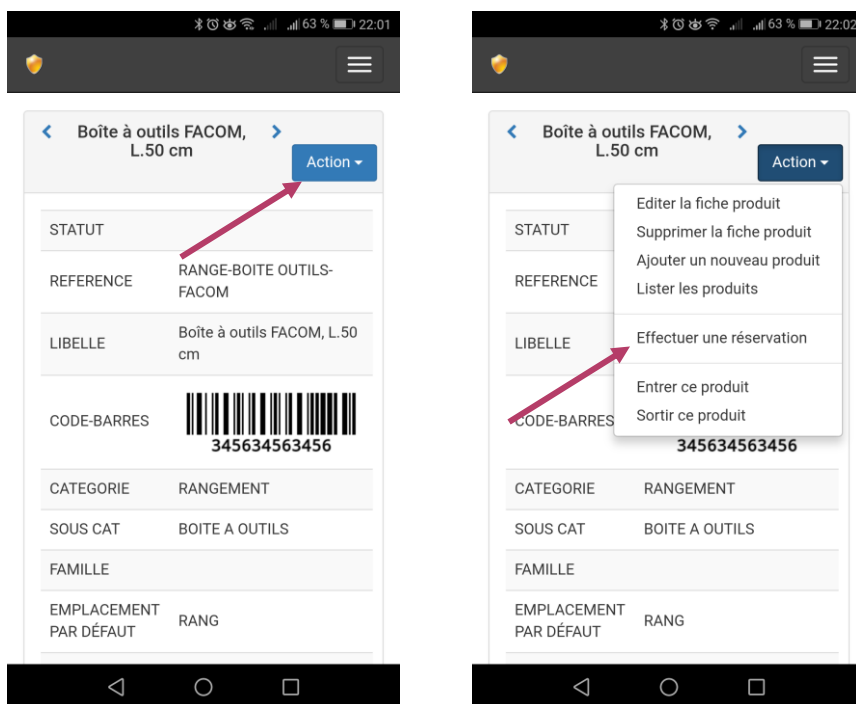 63 % 22:01
Boîte à outils FACOM,
L.50 cm
Action
STATUT
REFERENCE RANGE-BOITE OUTILS-
FACOM
LIBELLE Boîte à outils FACOM, L.50
cm
CODE-BARRES
345634563456
CATEGORIE RANGEMENT
SOUS CAT BOITE A OUTILS
FAMILLE
EMPLACEMENT
PAR DÉFAUT RANG
63 % 22:02
Boîte à outils FACOM,
L.50 cm
Action
Editer la fiche produit
Supprimer la fiche produit
Ajouter un nouveau produit
Lister les produits
Effectuer une réservation
Entrer ce produit
Sortir ce produit
STATUT
REFERENCE
LIBELLE
CODE-BARRES
345634563456
CATEGORIE RANGEMENT
SOUS CAT BOITE A OUTILS
FAMILLE
EMPLACEMENT
PAR DÉFAUT RANG